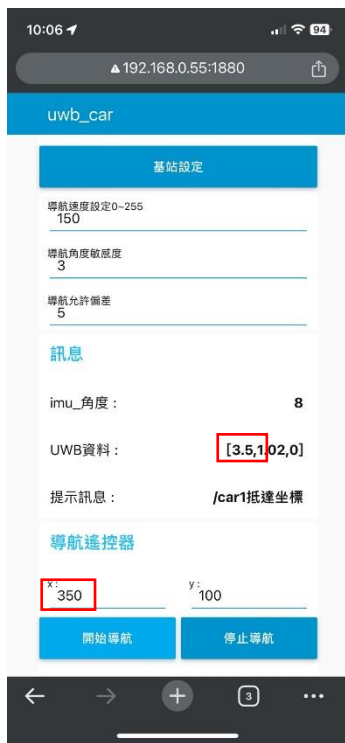 10:06
94
192.168.0.55:1880
uwb_car
基站設定
導航速度設定0~255
150
導航角度敏感度
3
導航允許偏差
5
訊息
imu_角度 : 8
UWB資料 : [3.5,1.02,0]
提示訊息 : /car1抵達坐標
導航遙控器
x : y :
350 100
開始導航 停止導航
3